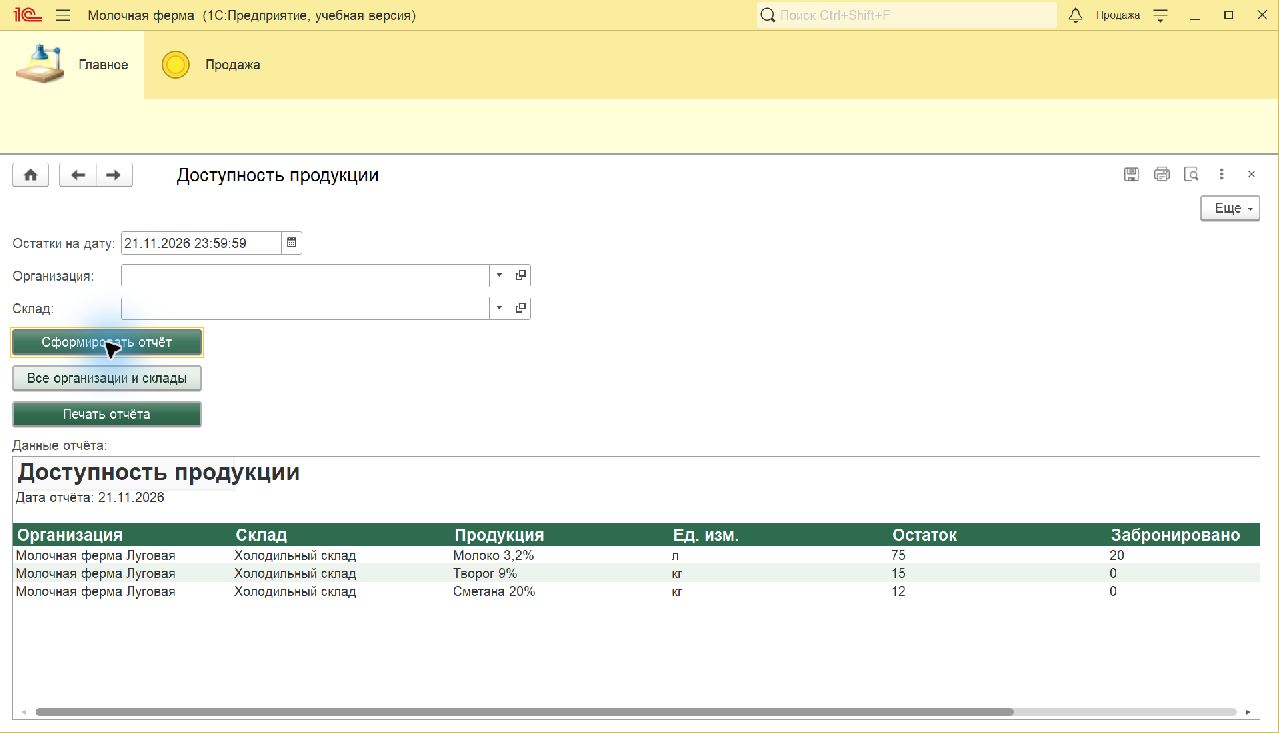 1С Молочная ферма (1С:Предприятие, учебная версия) Поиск Ctrl+Shift+F Продажа
Главное Продажа
Доступность продукции
Еще
Остатки на дату: 21.11.2026 23:59:59
Организация:
Склад:
Сформировать отчёт
Все организации и склады
Печать отчёта
Данные отчёта:
Доступность продукции
Дата отчёта: 21.11.2026
Организация Склад Продукция Ед. изм. Остаток Забронировано
Молочная ферма Луговая Холодильный склад Молоко 3,2% л 75 20
Молочная ферма Луговая Холодильный склад Творог 9% кг 15 0
Молочная ферма Луговая Холодильный склад Сметана 20% кг 12 0